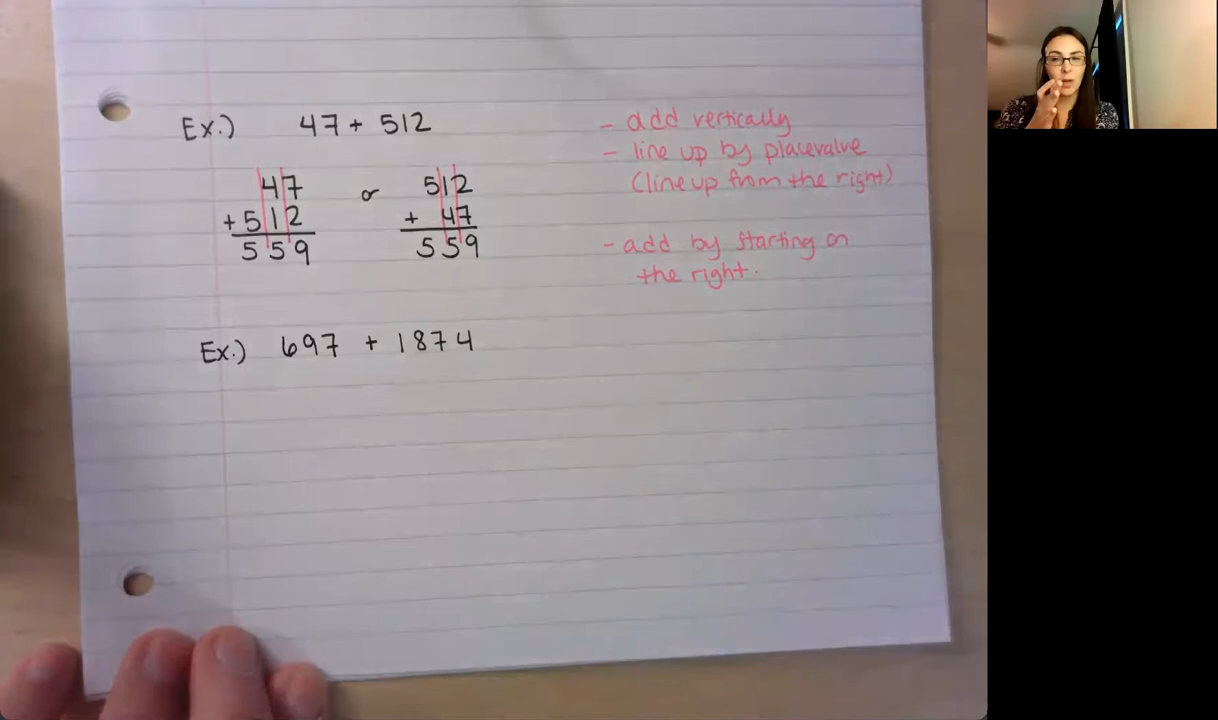 Ex.) 47 + 512
- add vertically
- line up by placevalue
(line up from the right)
47 or 512
+512 + 47
559 559
- add by starting on
the right.
Ex.) 697 + 1874